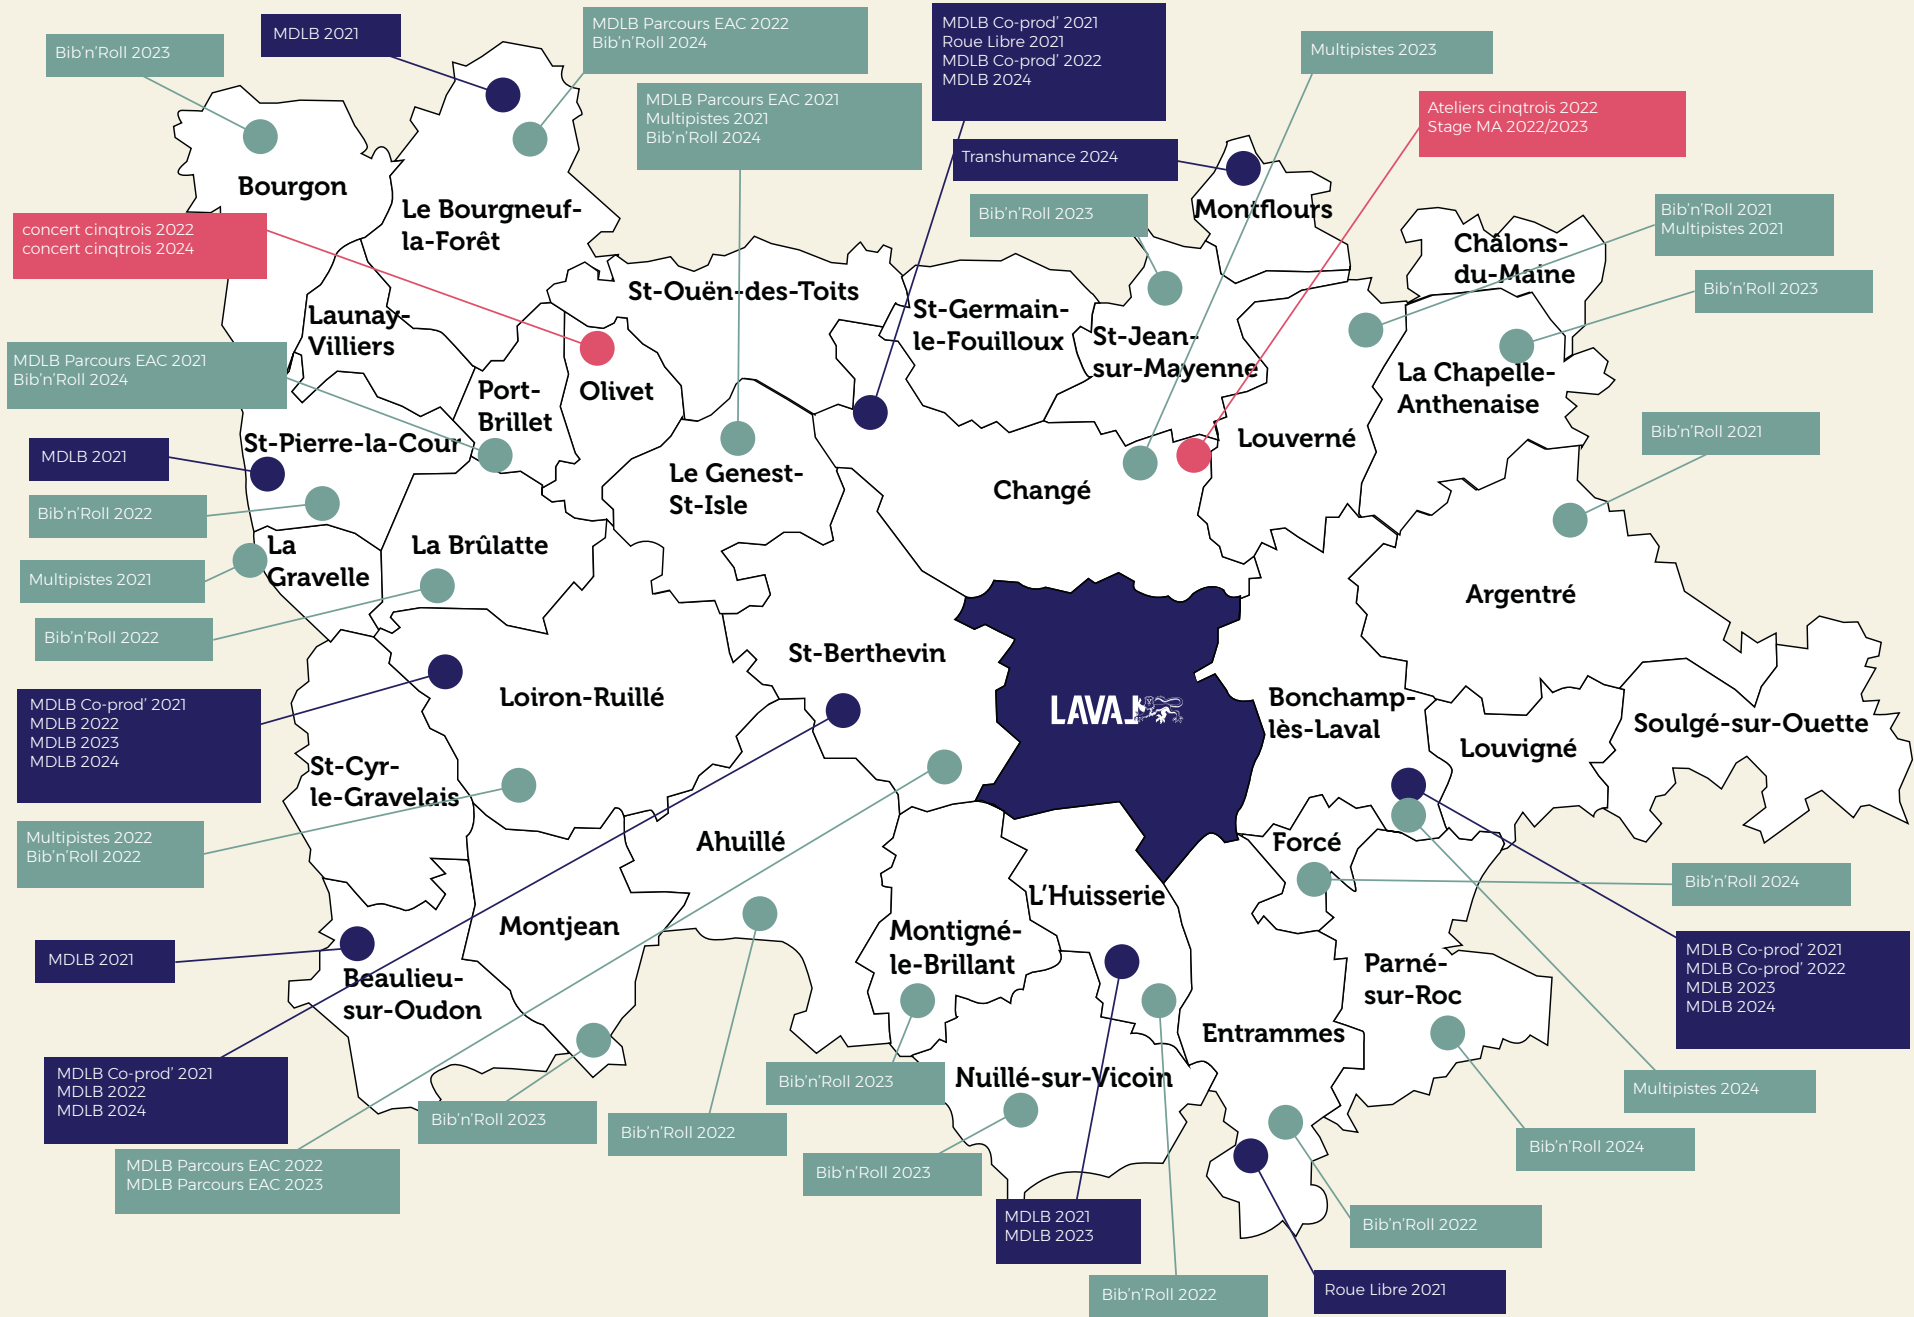 MDLB 2021
MDLB Parcours EAC 2022
Bib'n'Roll 2024
MDLB Co-prod' 2021
Roue Libre 2021
MDLB Co-prod' 2022
MDLB 2024
Bib'n'Roll 2023
Multipistes 2023
MDLB Parcours EAC 2021
Multipistes 2021
Bib'n'Roll 2024
Ateliers cinqtrois 2022
Stage MA 2022/2023
Transhumance 2024
Bourgon
Le Bourgneuf-
la-Forêt
Bib'n'Roll 2023
Montflours
Bib'n'Roll 2021
Multipistes 2021
concert cinqtrois 2022
concert cinqtrois 2024
Châlons-
du-Maine
St-Ouën-des-Toits
Bib'n'Roll 2023
Launay-
Villiers
St-Germain-
le-Fouilloux
St-Jean-
sur-Mayenne
MDLB Parcours EAC 2021
Bib'n'Roll 2024
Port-
Brillet
Olivet
La Chapelle-
Anthenaise
St-Pierre-la-Cour
Louverné
Bib'n'Roll 2021
MDLB 2021
Le Genest-
St-Isle
Changé
Bib'n'Roll 2022
La
Gravelle
La Brûlatte
Multipistes 2021
Argentré
Bib'n'Roll 2022
St-Berthevin
Loiron-Ruillé
LAVAL
Bonchamp-
lès-Laval
Louvigné
Soulgé-sur-Ouette
MDLB Co-prod' 2021
MDLB 2022
MDLB 2023
MDLB 2024
St-Cyr-
le-Gravelais
Multipistes 2022
Bib'n'Roll 2022
Ahuillé
Forcé
Bib'n'Roll 2024
L'Huisserie
Montjean
Montigné-
le-Brillant
MDLB 2021
Beaulieu-
sur-Oudon
Parné-
sur-Roc
MDLB Co-prod' 2021
MDLB Co-prod' 2022
MDLB 2023
MDLB 2024
Entrammes
MDLB Co-prod' 2021
MDLB 2022
MDLB 2024
Bib'n'Roll 2023
Nuillé-sur-Vicoin
Multipistes 2024
Bib'n'Roll 2023
Bib'n'Roll 2022
Bib'n'Roll 2024
MDLB Parcours EAC 2022
MDLB Parcours EAC 2023
Bib'n'Roll 2023
MDLB 2021
MDLB 2023
Bib'n'Roll 2022
Bib'n'Roll 2022
Roue Libre 2021